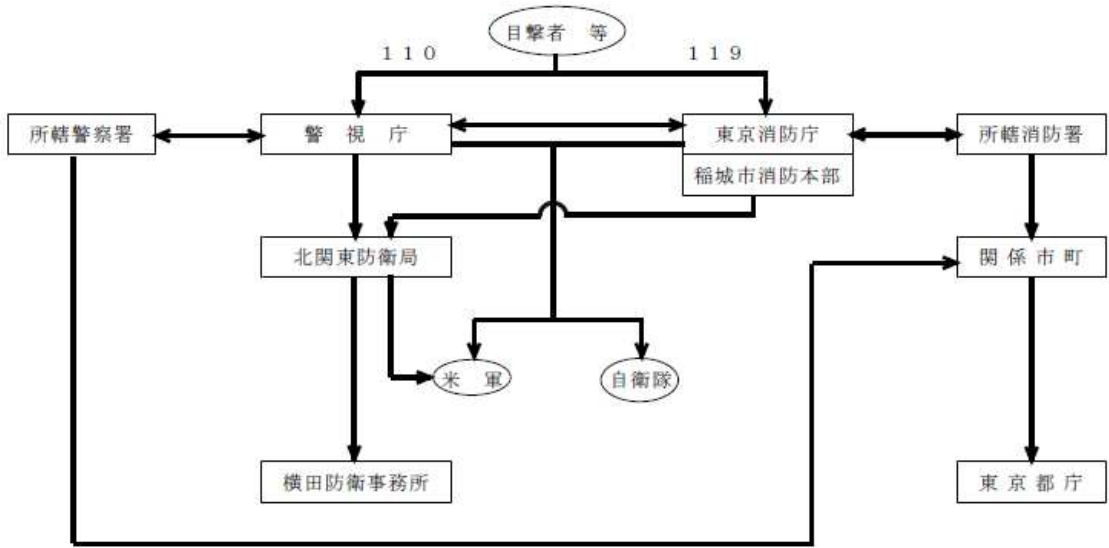 目撃者　等
１１０
１１９
所轄警察署
警　視　庁
東京消防庁
所轄消防署
稲城市消防本部
北関東防衛局
関 係 市 町
米　軍
自衛隊
横田防衛事務所
東 京 都 庁